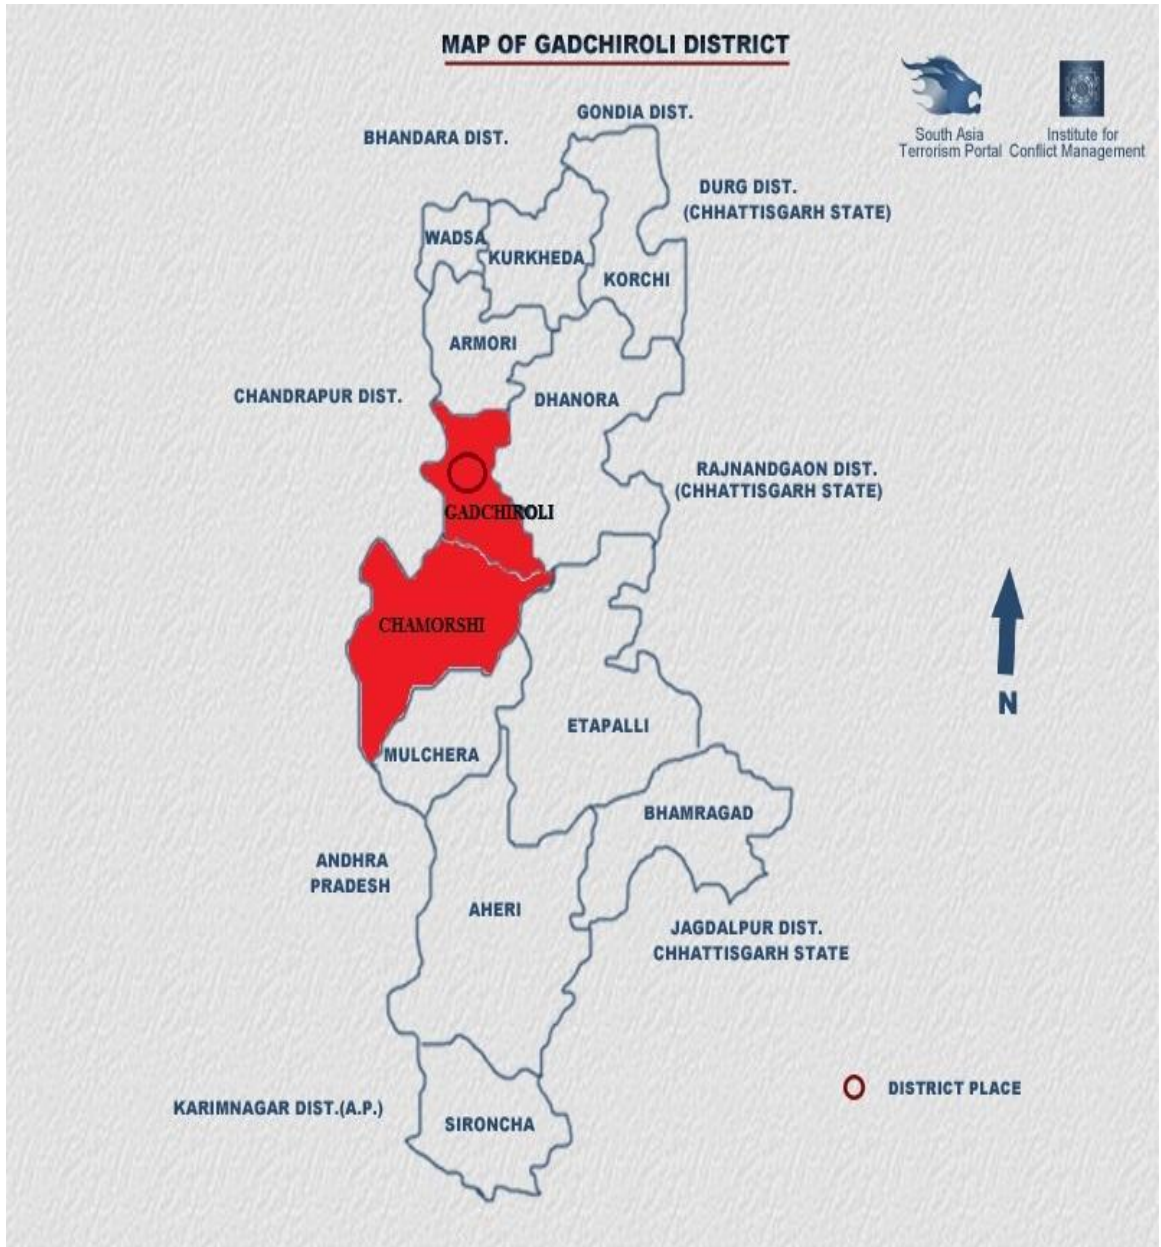 MAP OF GADCHIROLI DISTRICT
South Asia
Terrorism Portal
Institute for
Conflict Management
GONDIA DIST.
BHANDARA DIST.
DURG DIST.
(CHHATTISGARH STATE)
WADSA
KURKHEDA
KORCHI
ARMORI
CHANDRAPUR DIST.
DHANORA
RAJNANDGAON DIST.
(CHHATTISGARH STATE)
GADCHIROLI
CHAMORSHI
N
ETAPALLI
MULCHERA
BHAMRAGAD
ANDHRA
PRADESH
AHERI
JAGDALPUR DIST.
CHHATTISGARH STATE
DISTRICT PLACE
KARIMNAGAR DIST.(A.P.)
SIRONCHA